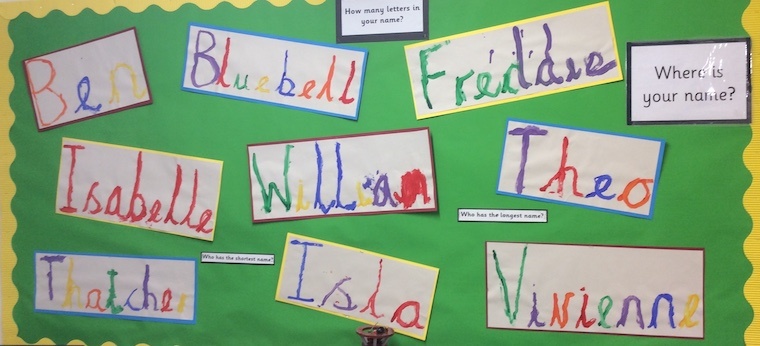 How many letters in
your name?
Ben
Bluebell
Freddie
Where is
your name?
Isabelle
William
Theo
Who has the longest name?
Who has the shortest name?
Thatcher
Isla
Vivienne